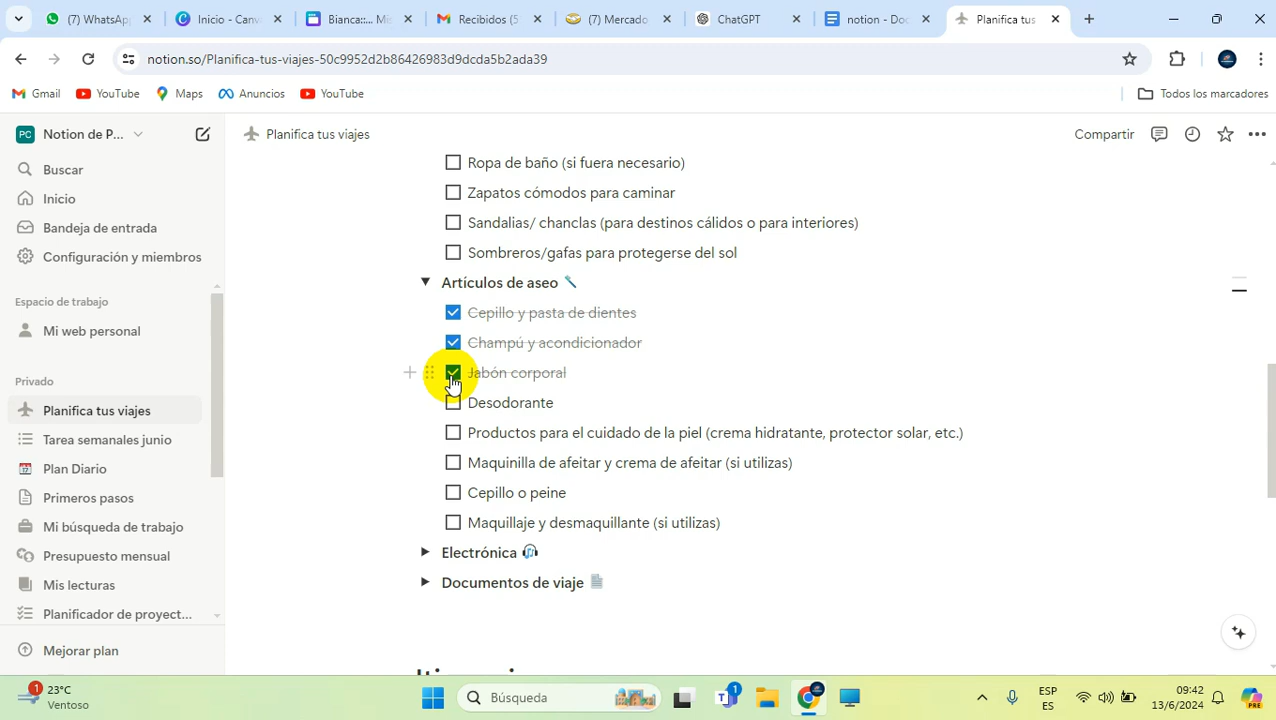 (7) WhatsApp
Inicio - Canva
Bianca::.. Mis
Recibidos (5
(7) Mercado
ChatGPT
notion - Doc
Planifica tus
notion.so/Planifica-tus-viajes-50c9952d2b86426983d9dcda5b2ada39
Gmail
YouTube
Maps
Anuncios
YouTube
Todos los marcadores
PC
Notion de P...
Planifica tus viajes
Compartir
Buscar
Inicio
Bandeja de entrada
Configuración y miembros
Espacio de trabajo
Mi web personal
Privado
Planifica tus viajes
Tarea semanales junio
Plan Diario
Primeros pasos
Mi búsqueda de trabajo
Presupuesto mensual
Mis lecturas
Planificador de proyect...
Mejorar plan
Ropa de baño (si fuera necesario)
Zapatos cómodos para caminar
Sandalias/ chanclas (para destinos cálidos o para interiores)
Sombreros/gafas para protegerse del sol
Artículos de aseo
Cepillo y pasta de dientes
Champú y acondicionador
Jabón corporal
Desodorante
Productos para el cuidado de la piel (crema hidratante, protector solar, etc.)
Maquinilla de afeitar y crema de afeitar (si utilizas)
Cepillo o peine
Maquillaje y desmaquillante (si utilizas)
Electrónica
Documentos de viaje
1
23°C
Ventoso
Búsqueda
1
ESP
ES
09:42
13/6/2024
PRE